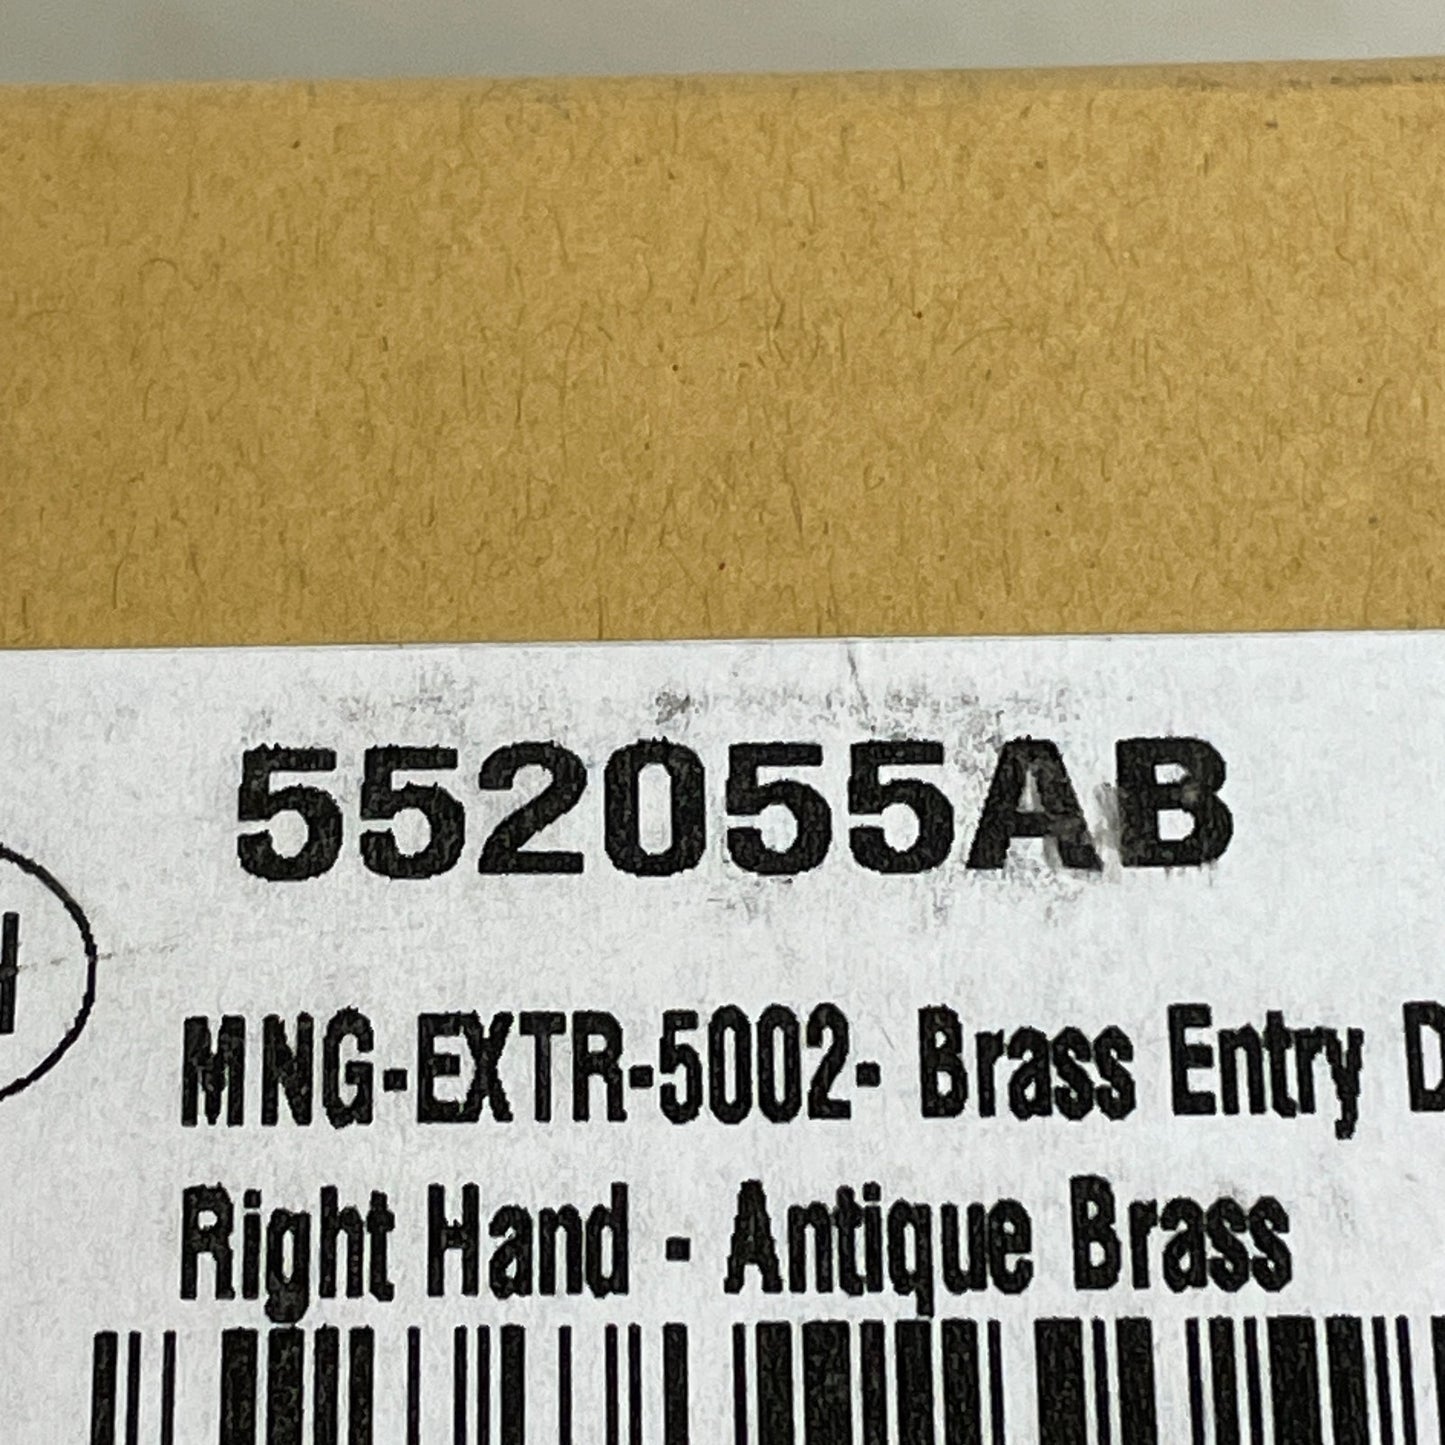 552055AB
MNG-EXTR-5002- Brass Entry
Right Hand - Antique Brass